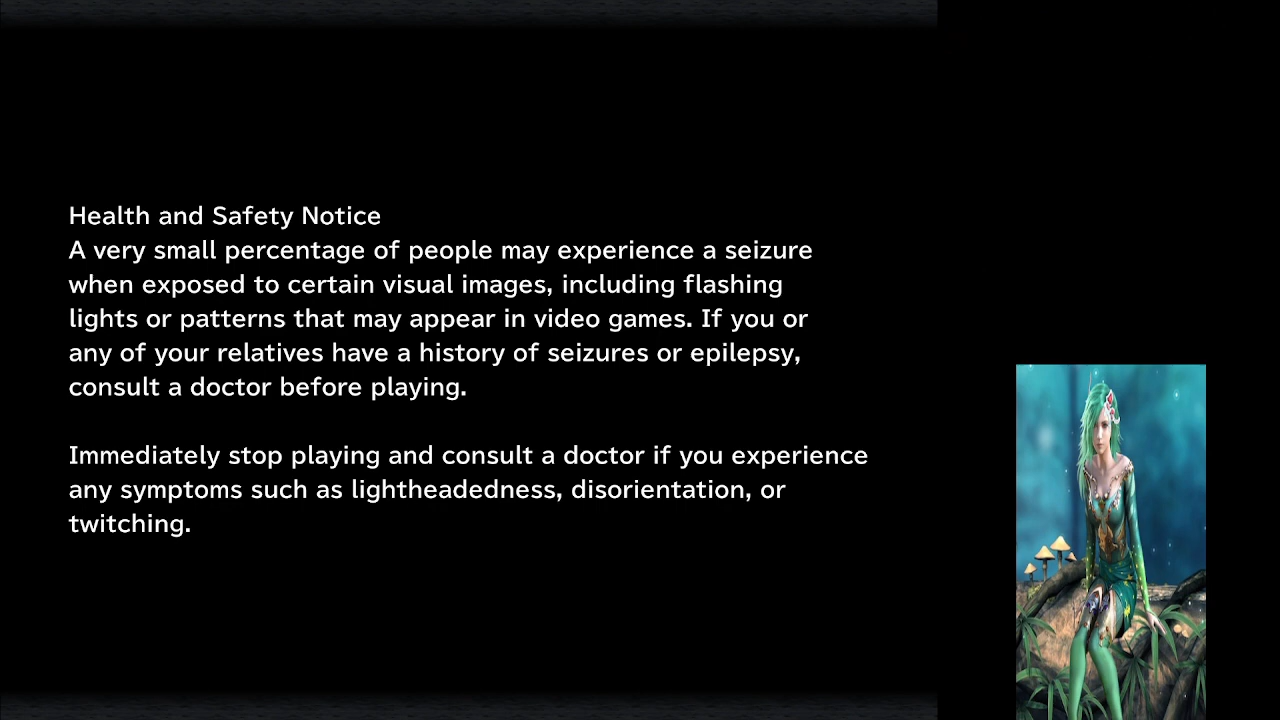 Health and Safety Notice
A very small percentage of people may experience a seizure
when exposed to certain visual images, including flashing
lights or patterns that may appear in video games. If you or
any of your relatives have a history of seizures or epilepsy,
consult a doctor before playing.
Immediately stop playing and consult a doctor if you experience
any symptoms such as lightheadedness, disorientation, or
twitching.